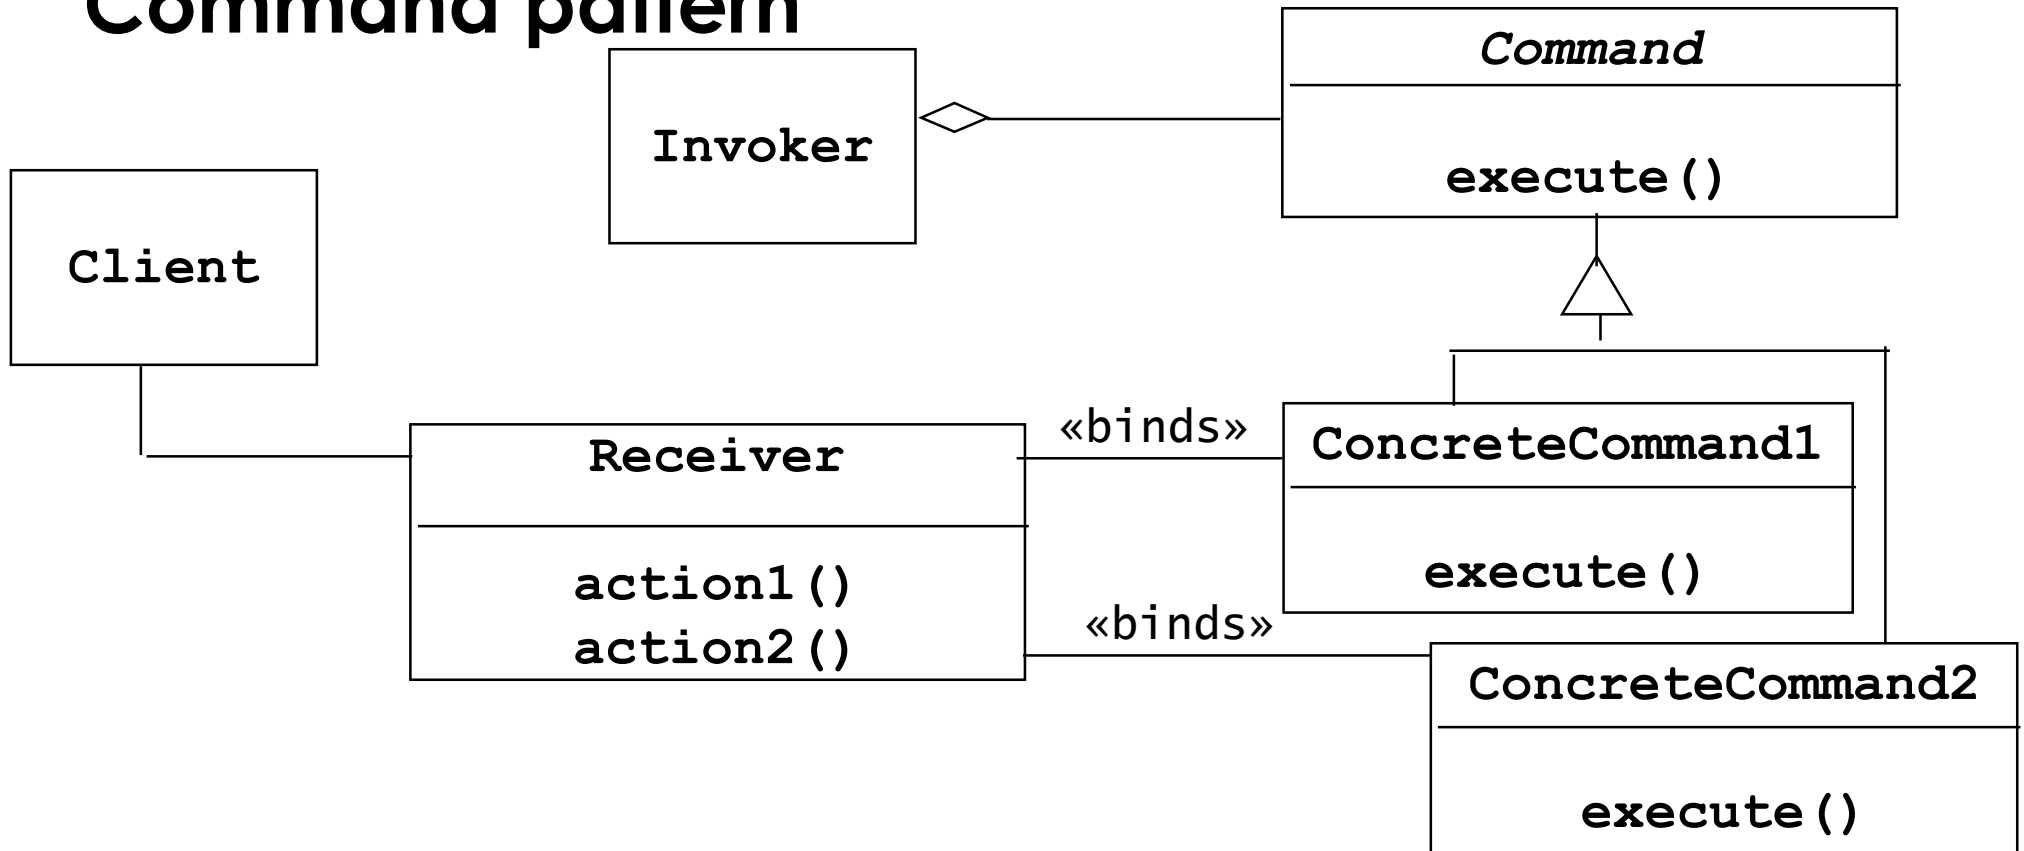 Command pattern
Command
execute()
Invoker
Client
Receiver
action1()
action2()
«binds»
«binds»
ConcreteCommand1
execute()
ConcreteCommand2
execute()